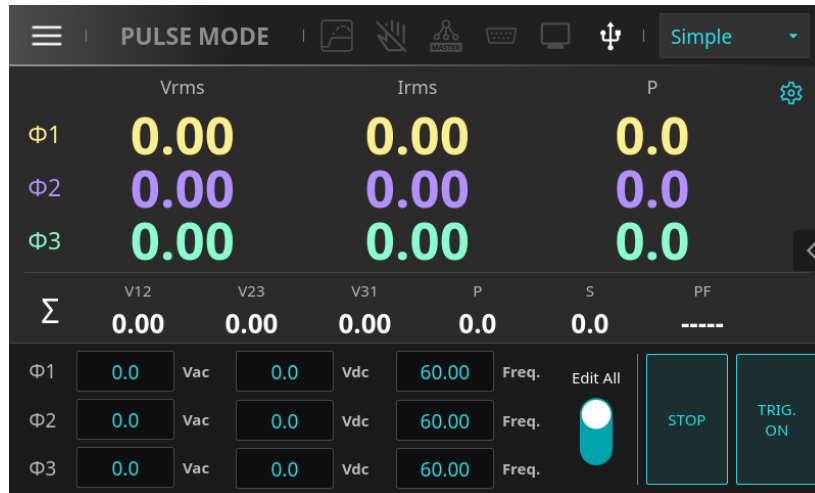 PULSE MODE MASTER Simple
Vrms Irms P
Φ1 0.00 0.00 0.0
Φ2 0.00 0.00 0.0
Φ3 0.00 0.00 0.0
V12 V23 V31 P S PF
Σ 0.00 0.00 0.00 0.0 0.0 -----
Φ1 0.0 Vac 0.0 Vdc 60.00 Freq. Edit All
Φ2 0.0 Vac 0.0 Vdc 60.00 Freq. STOP TRIG. ON
Φ3 0.0 Vac 0.0 Vdc 60.00 Freq.